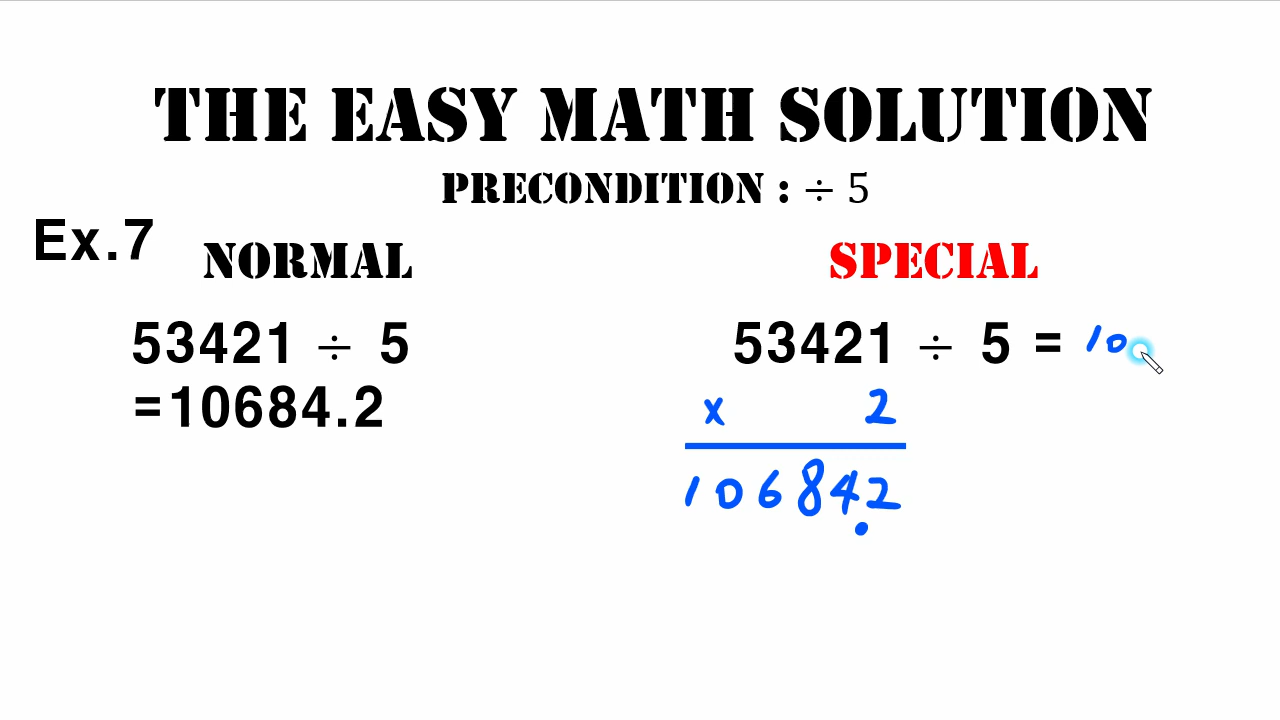 THE EASY MATH SOLUTION
PRECONDITION : ÷ 5
Ex.7
NORMAL
53421 ÷ 5
=10684.2
SPECIAL
53421 ÷ 5 = 10
x 2
10684.2